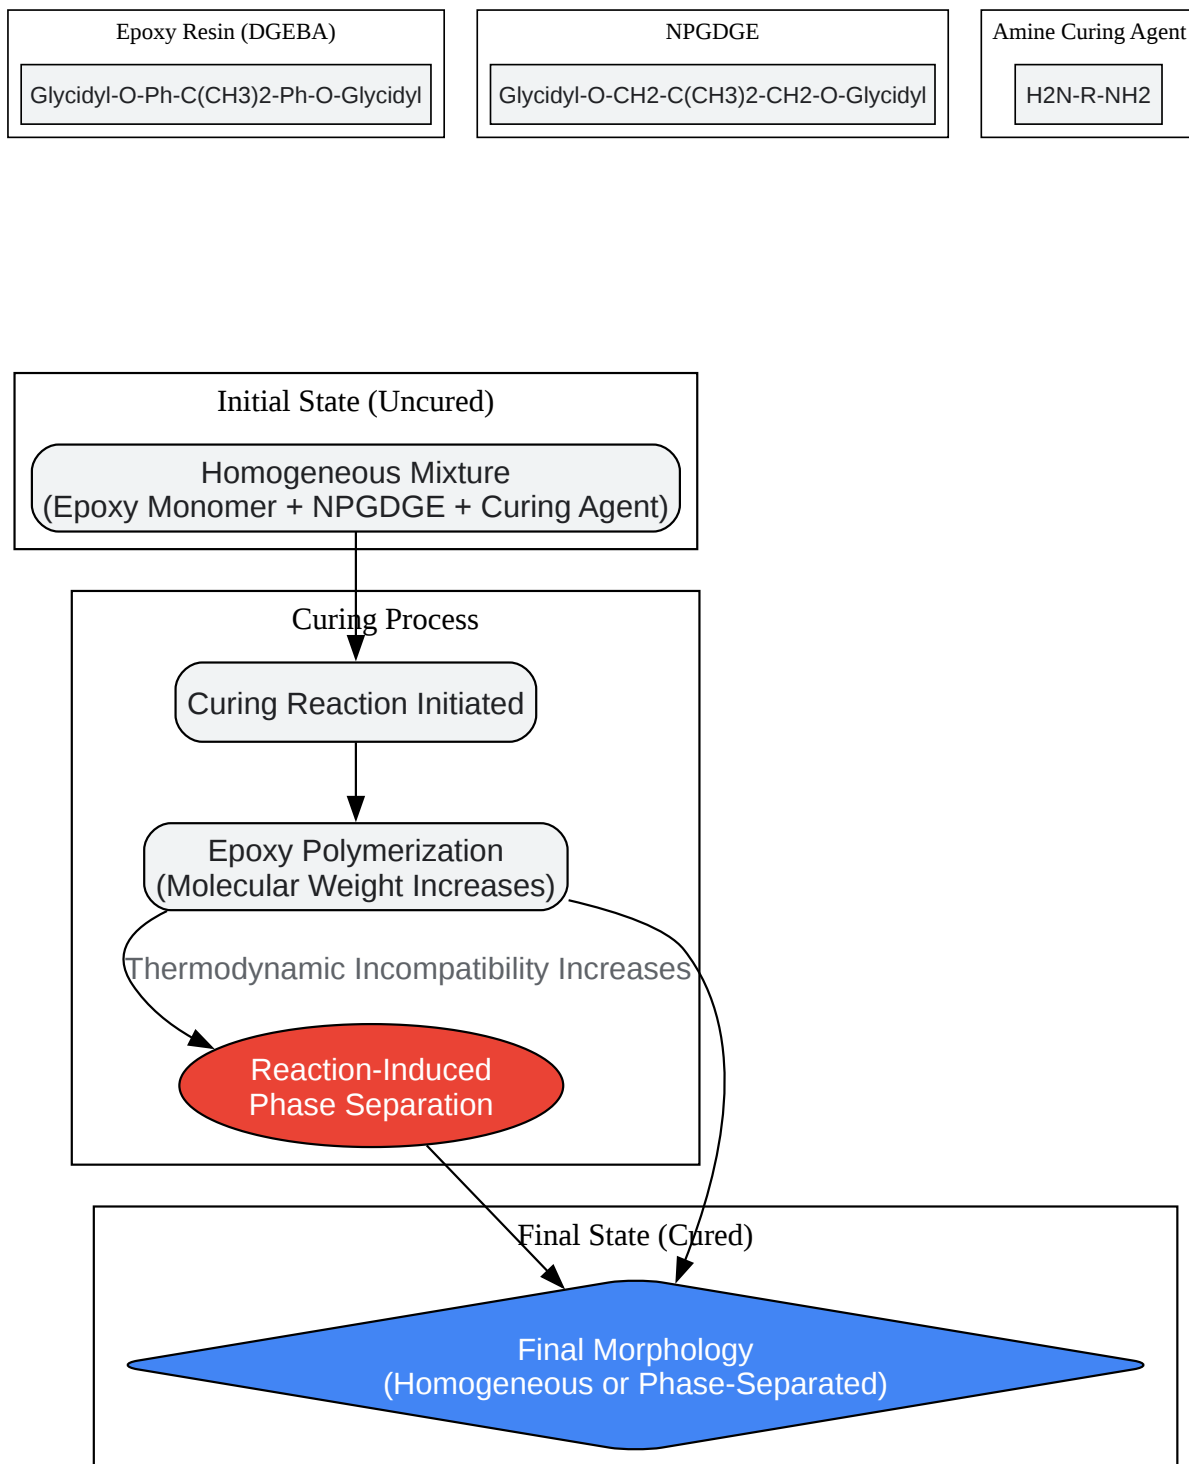 Epoxy Resin (DGEBA)
Glycidyl-O-Ph-C(CH3)2-Ph-O-Glycidyl
NPGDGE
Glycidyl-O-CH2-C(CH3)2-CH2-O-Glycidyl
Amine Curing Agent
H2N-R-NH2
Initial State (Uncured)
Homogeneous Mixture
(Epoxy Monomer + NPGDGE + Curing Agent)
Curing Process
Curing Reaction Initiated
Epoxy Polymerization
(Molecular Weight Increases)
Thermodynamic Incompatibility Increases
Reaction-Induced
Phase Separation
Final State (Cured)
Final Morphology
(Homogeneous or Phase-Separated)